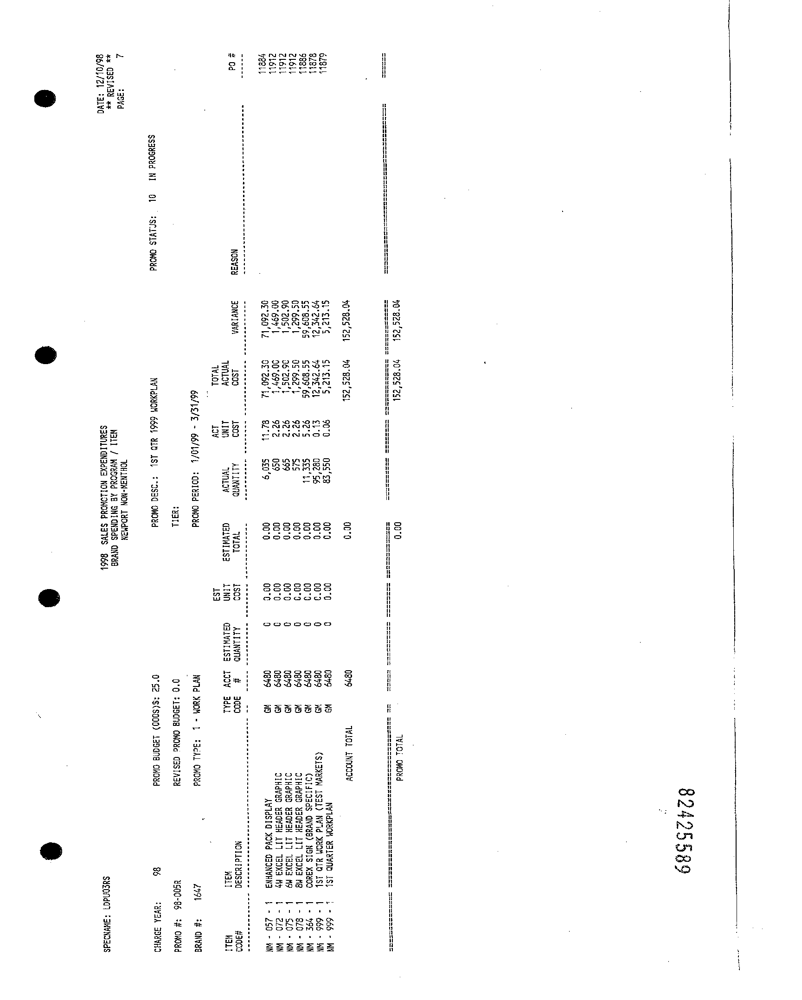 1998 SALES PROMOTION EXPENDITURES DATE: 12/10/98
BRAND SPENDING BY PROGRAM / ITEM ** REVISED **
NEWPORT NON-MENTHOL PAGE: 7
SPECNAME: LDPU03RS
CHARGE YEAR: 98 PROMO BUDGET (000S)$: 25.0 PROMO DESC.: 1ST QTR 1999 WORKPLAN PROMO STATUS: 10 IN PROGRESS
PROMO #: 98-005R REVISED PROMO BUDGET: 0.0 TIER:
BRAND #: 1647 PROMO TYPE: 1 - WORK PLAN PROMO PERIOD: 1/01/99 - 3/31/99
EST ACT TOTAL
ITEM ITEM TYPE ACCT ESTIMATED UNIT ESTIMATED ACTUAL UNIT ACTUAL
CODE# DESCRIPTION CODE # QUANTITY COST TOTAL QUANTITY COST COST VARIANCE REASON PO #
NM - 057 - 1 ENHANCED PACK DISPLAY GM 6480 0 0.00 0.00 6,035 11.78 71,092.30 71,092.30 11884
NM - 072 - 1 4W EXCEL LIT HEADER GRAPHIC GM 6480 0 0.00 0.00 650 2.26 1,469.00 1,469.00 11912
NM - 075 - 1 6W EXCEL LIT HEADER GRAPHIC GM 6480 0 0.00 0.00 665 2.26 1,502.90 1,502.90 11912
NM - 078 - 1 8W EXCEL LIT HEADER GRAPHIC GM 6480 0 0.00 0.00 575 2.26 1,299.50 1,299.50 11912
NM - 364 - 1 COREX SIGN (BRAND SPECIFIC) GM 6480 0 0.00 0.00 11,335 5.26 59,608.55 59,608.55 11886
NM - 999 - 1 1ST QTR WORK PLAN (TEST MARKETS) GM 6480 0 0.00 0.00 95,280 0.13 12,342.64 12,342.64 11878
NM - 999 - 1 1ST QUARTER WORKPLAN GM 6480 0 0.00 0.00 83,550 0.06 5,213.15 5,213.15 11879
ACCOUNT TOTAL 6480 0.00 152,528.04 152,528.04
PROMO TOTAL 0.00 152,528.04 152,528.04
82425589